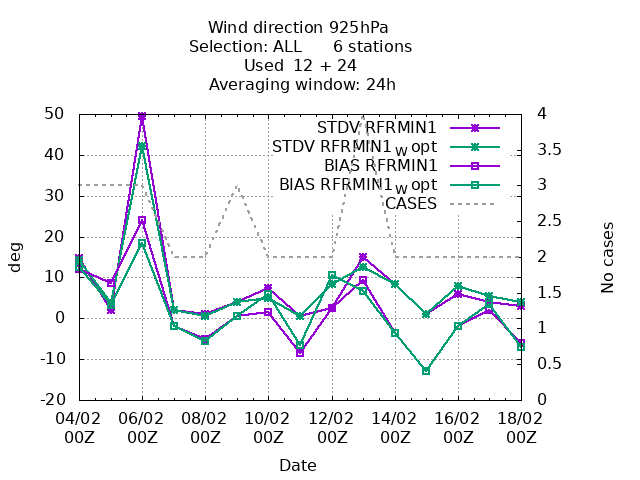 Wind direction 925hPa
Selection: ALL      6 stations
Used  12 + 24
Averaging window: 24h
50
40
30
20
10
0
-10
-20
deg
4
3.5
3
2.5
2
1.5
1
0.5
0
No cases
STDV RFRMIN1
STDV RFRMIN1w opt
BIAS RFRMIN1
BIAS RFRMIN1w opt
CASES
04/02 06/02 08/02 10/02 12/02 14/02 16/02 18/02
00Z 00Z 00Z 00Z 00Z 00Z 00Z 00Z
Date